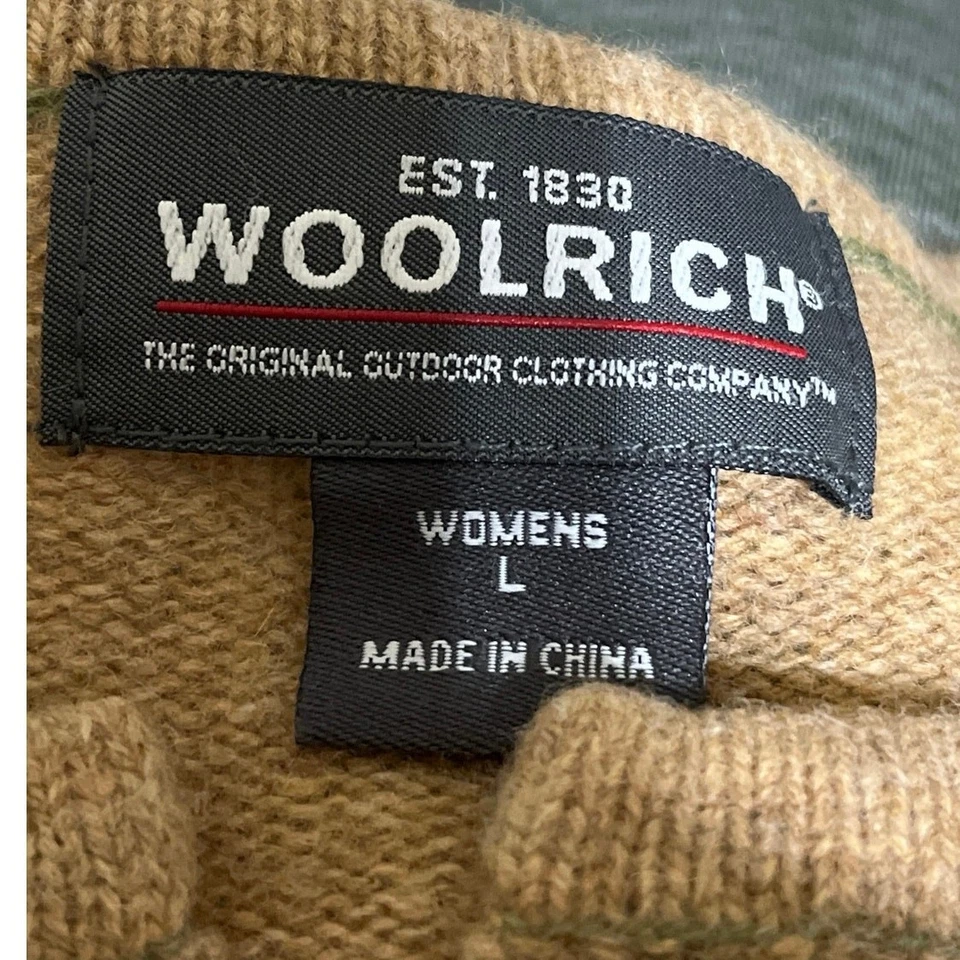 EST. 1830
WOOLRICH®
THE ORIGINAL OUTDOOR CLOTHING COMPANY™
WOMENS
L
MADE IN CHINA